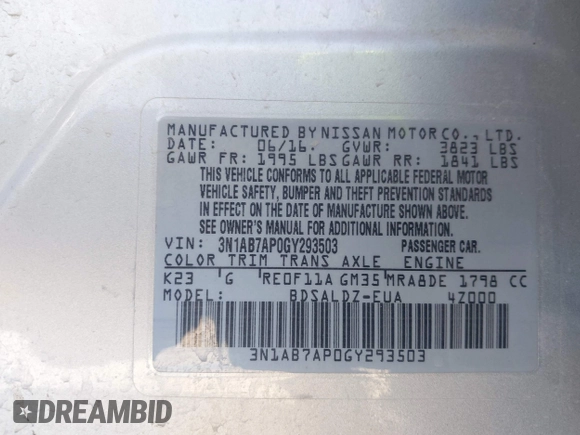 MANUFACTURED BY NISSAN MOTOR CO., LTD.
DATE: 06/16 GVWR: 3823 LBS
GAWR FR: 1995 LBS GAWR RR: 1841 LBS
THIS VEHICLE CONFORMS TO ALL APPLICABLE FEDERAL MOTOR
VEHICLE SAFETY, BUMPER AND THEFT PREVENTION STANDARDS
IN EFFECT ON THE DATE OF MANUFACTURE SHOWN ABOVE.
SEE OWNER'S MANUAL FOR ADDITIONAL INFORMATION.
VIN: 3N1AB7AP0GY293503 PASSENGER CAR.
COLOR TRIM TRANS AXLE ENGINE
K23 G RE0F11A GM35 MRA8DE 1798 CC
MODEL: BDSALDZ-EUA 4Z000
3N1AB7AP0GY293503
DREAMBID